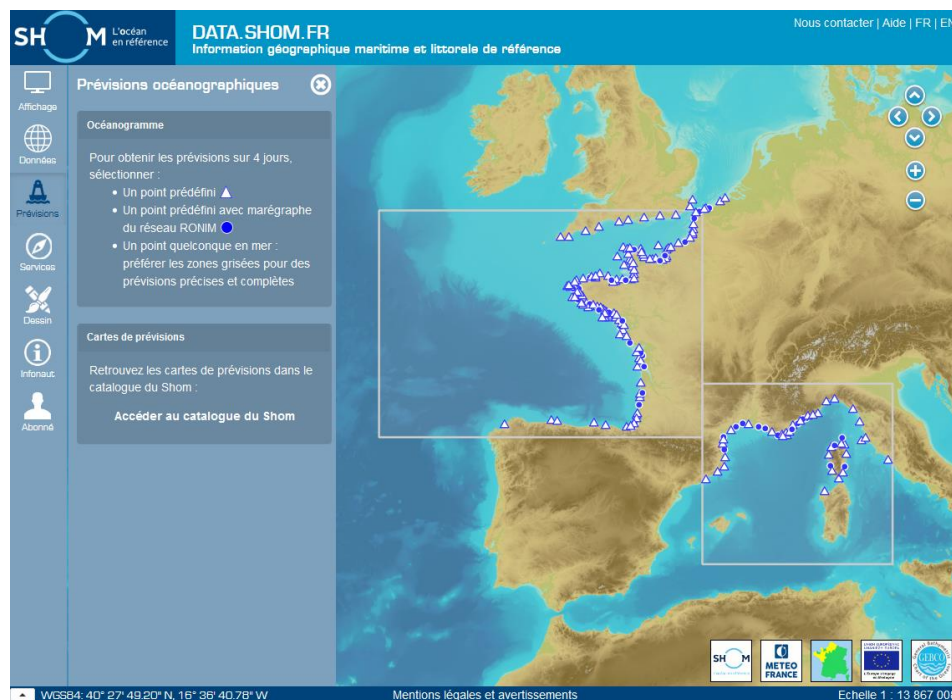 SHOM L'océan
en référence
DATA.SHOM.FR
Information géographique maritime et littorale de référence
Nous contacter | Aide | FR | EN
Affichage
Données
Prévisions
Services
Dessin
Infonaut
Abonné
Prévisions océanographiques
Océanogramme
Pour obtenir les prévisions sur 4 jours,
sélectionner :
• Un point prédéfini
• Un point prédéfini avec marégraphe
du réseau RONIM
• Un point quelconque en mer :
préférer les zones grisées pour des
prévisions précises et complètes
Cartes de prévisions
Retrouvez les cartes de prévisions dans le
catalogue du Shom :
Accéder au catalogue du Shom
SHOM
METEO
FRANCE
GEBCO
WGS84: 40° 27' 49.20" N, 16° 36' 40.78" W
Mentions légales et avertissements
Echelle 1 : 13 867 00